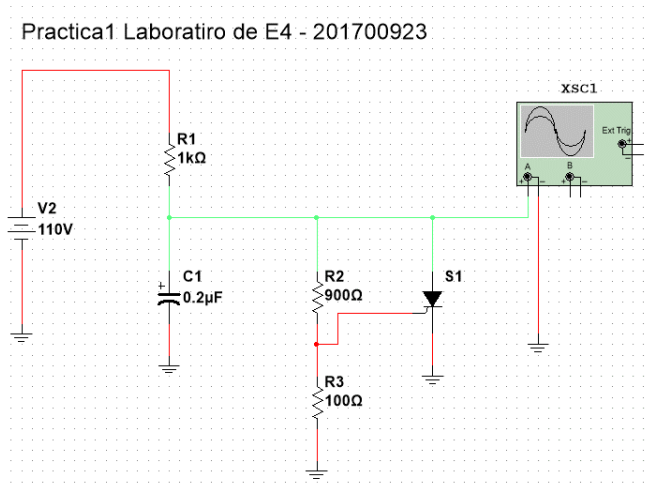 Practica1 Laboratiro de E4 - 201700923
XSC1
Ext Trig
+
-
A
B
+ -
+ -
R1
1kΩ
V2
110V
C1
+
0.2µF
R2
900Ω
S1
R3
100Ω